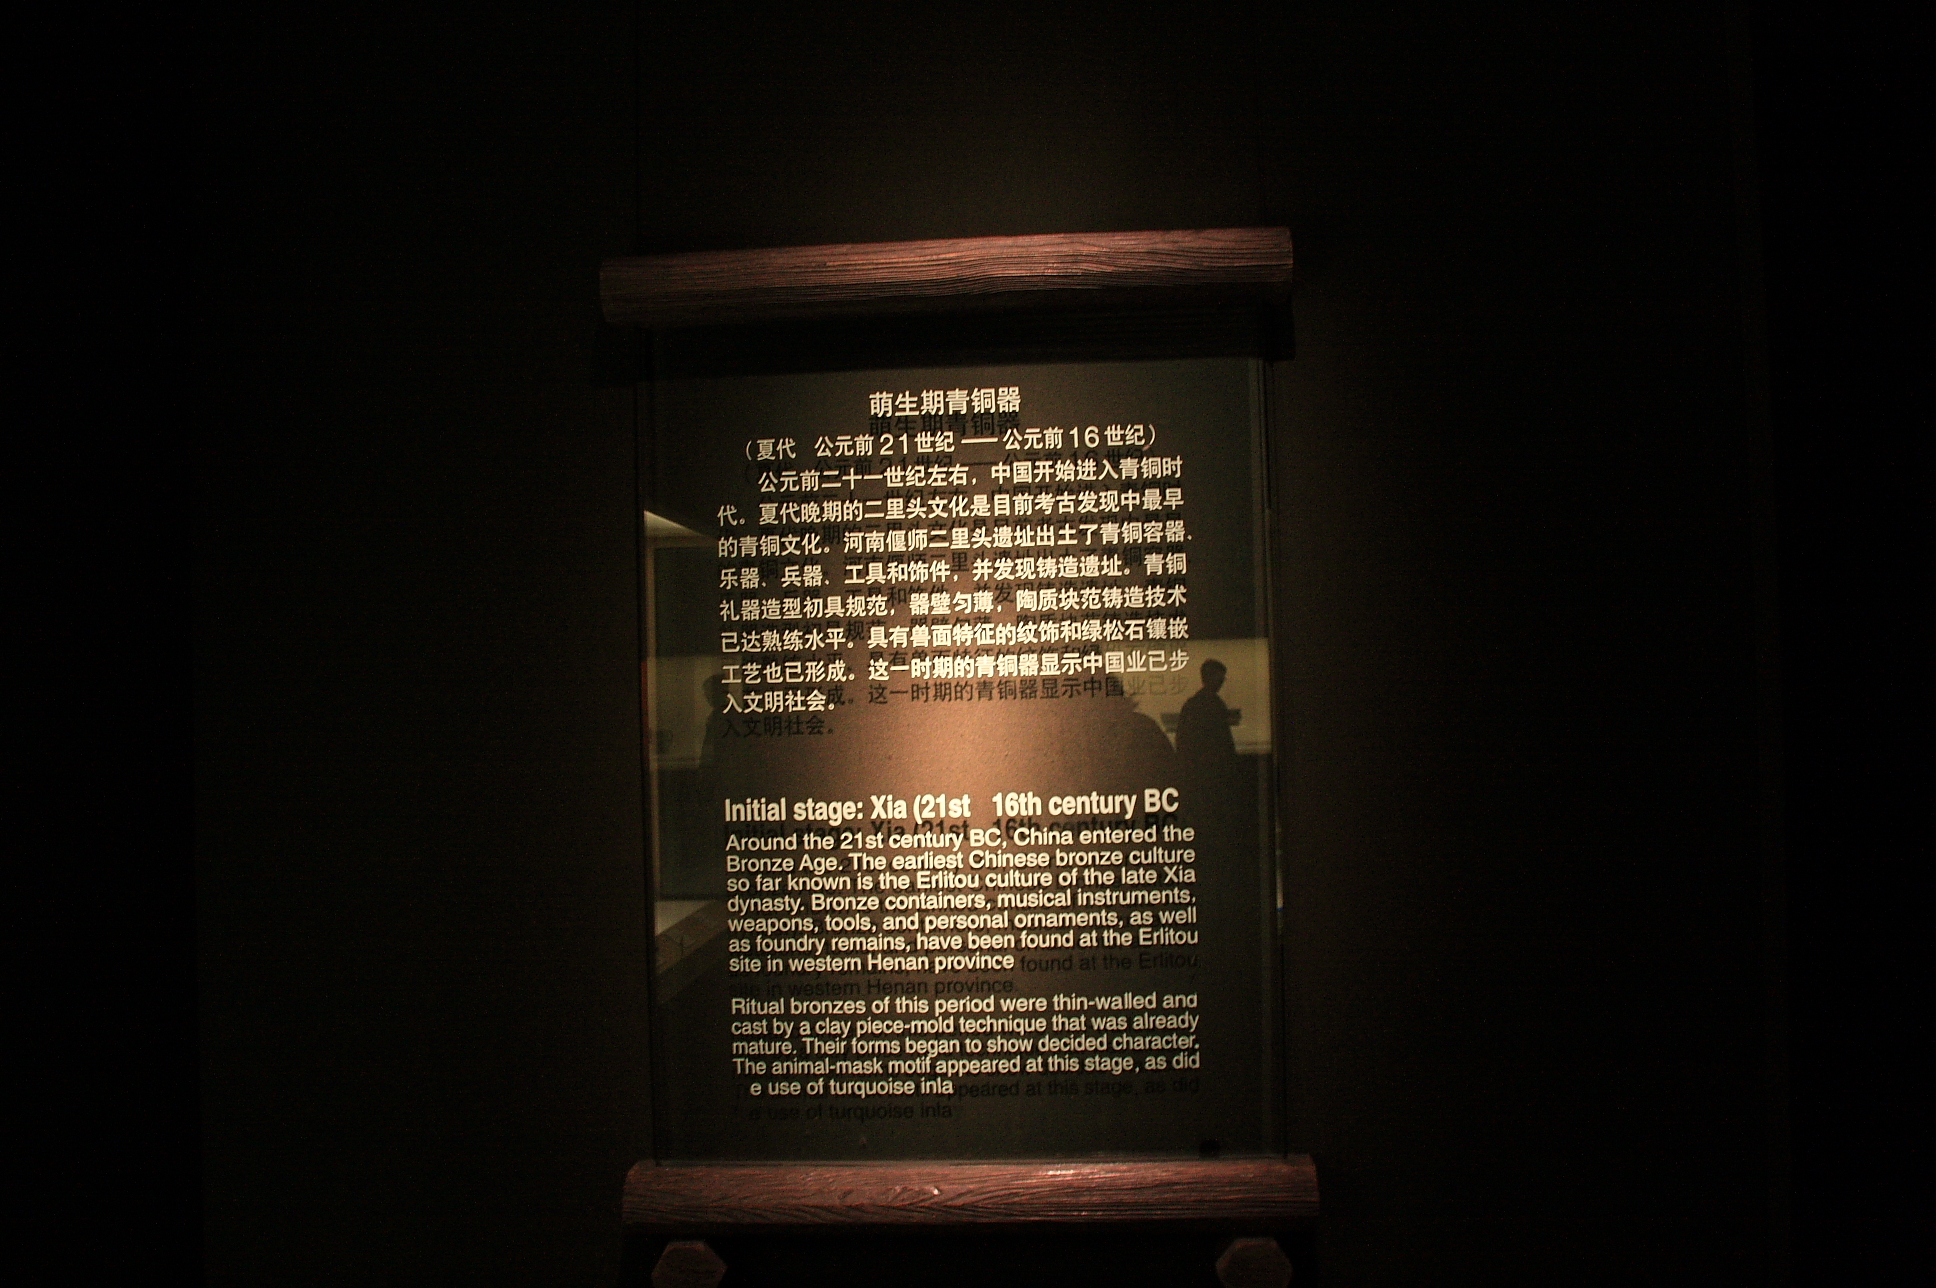 萌生期青铜器
（夏代 公元前21世纪——公元前16世纪）
公元前二十一世纪左右，中国开始进入青铜时
代。夏代晚期的二里头文化是目前考古发现中最早
的青铜文化。河南偃师二里头遗址出土了青铜容器、
乐器、兵器、工具和饰件，并发现铸造遗址。青铜
礼器造型初具规范，器壁匀薄，陶质块范铸造技术
已达熟练水平。具有兽面特征的纹饰和绿松石镶嵌
工艺也已形成。这一时期的青铜器显示中国业已步
入文明社会。
Initial stage: Xia (21st 16th century BC
Around the 21st century BC, China entered the
Bronze Age. The earliest Chinese bronze culture
so far known is the Erlitou culture of the late Xia
dynasty. Bronze containers, musical instruments,
weapons, tools, and personal ornaments, as well
as foundry remains, have been found at the Erlitou
site in western Henan province
Ritual bronzes of this period were thin-walled and
cast by a clay piece-mold technique that was already
mature. Their forms began to show decided character.
The animal-mask motif appeared at this stage, as did
e use of turquoise inla